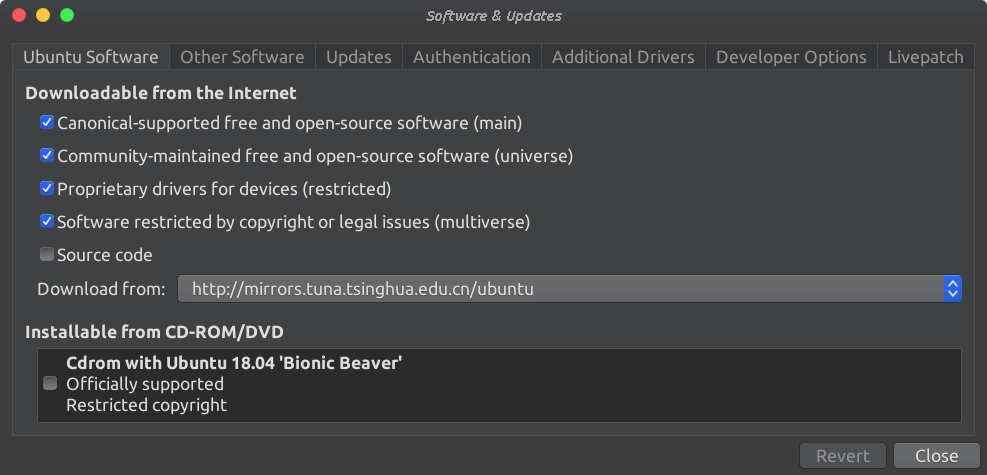 Software & Updates
Ubuntu Software
Other Software
Updates
Authentication
Additional Drivers
Developer Options
Livepatch
Downloadable from the Internet
Canonical-supported free and open-source software (main)
Community-maintained free and open-source software (universe)
Proprietary drivers for devices (restricted)
Software restricted by copyright or legal issues (multiverse)
Source code
Download from: http://mirrors.tuna.tsinghua.edu.cn/ubuntu
Installable from CD-ROM/DVD
Cdrom with Ubuntu 18.04 'Bionic Beaver'
Officially supported
Restricted copyright
Revert
Close